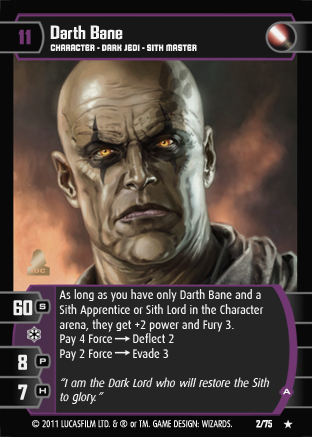 11
Darth Bane
CHARACTER - DARK JEDI - SITH MASTER
60 S
8 P
7 H
As long as you have only Darth Bane and a
Sith Apprentice or Sith Lord in the Character
arena, they get +2 power and Fury 3.
Pay 4 Force → Deflect 2
Pay 2 Force → Evade 3
"I am the Dark Lord who will restore the Sith
to glory."
A
© 2011 LUCASFILM LTD. & ® or TM. GAME DESIGN: WIZARDS.
2/75 ★